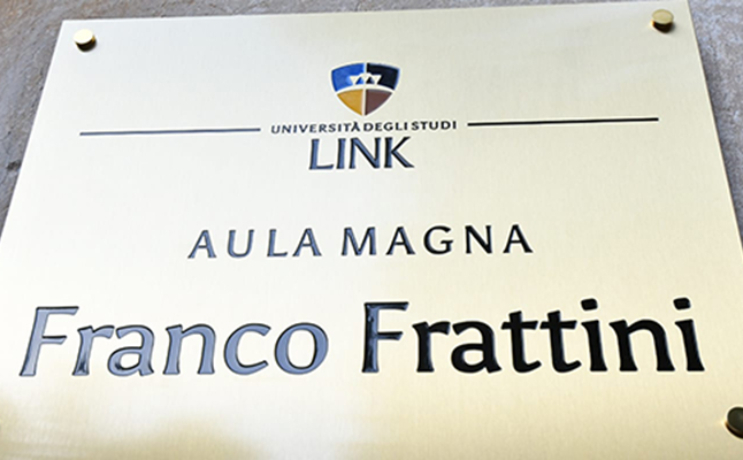 UNIVERSITÀ DEGLI STUDI
LINK
AULA MAGNA
Franco Frattini